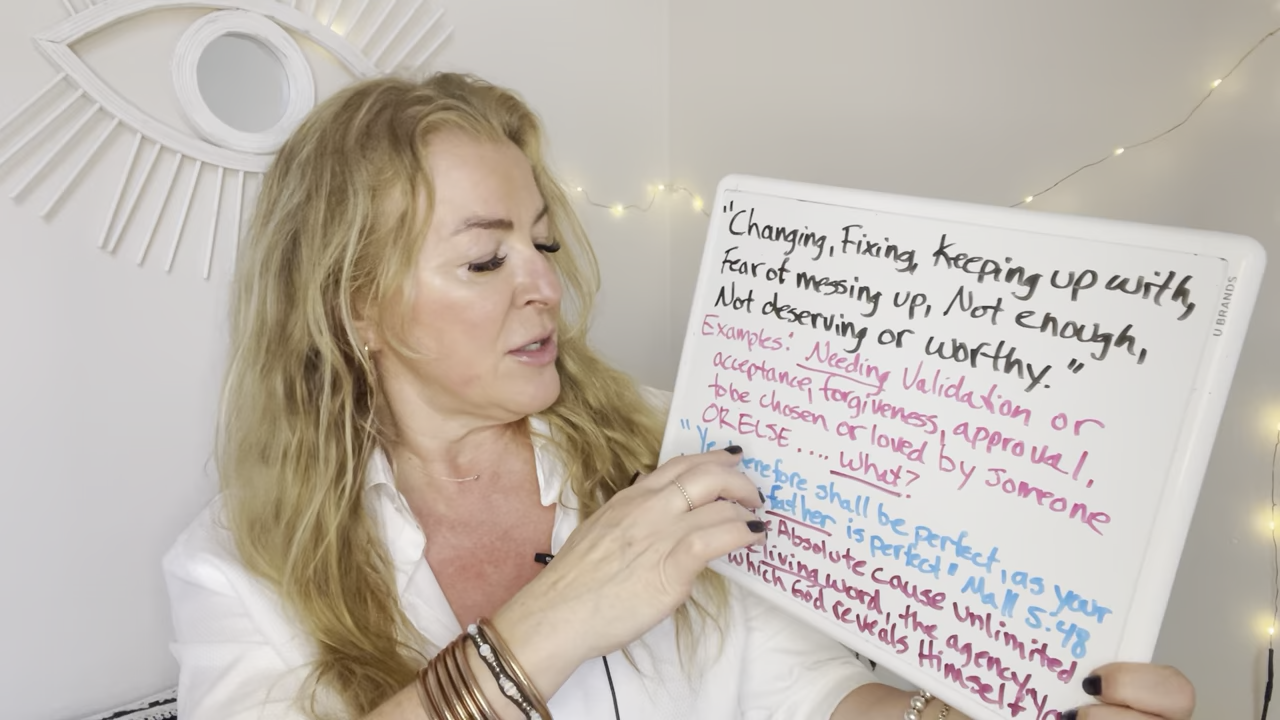 "Changing, Fixing, Keeping up with,
Fear of messing up, Not enough,
Not deserving or worthy."
Examples: Needing Validation or
acceptance, forgiveness, approval,
to be chosen or loved by someone
OR ELSE .... What?
"Ye therefore shall be perfect, as your
father is perfect" Matt 5:48
Absolute cause unlimited
living word, the agency
which God reveals Himself
U BRANDS